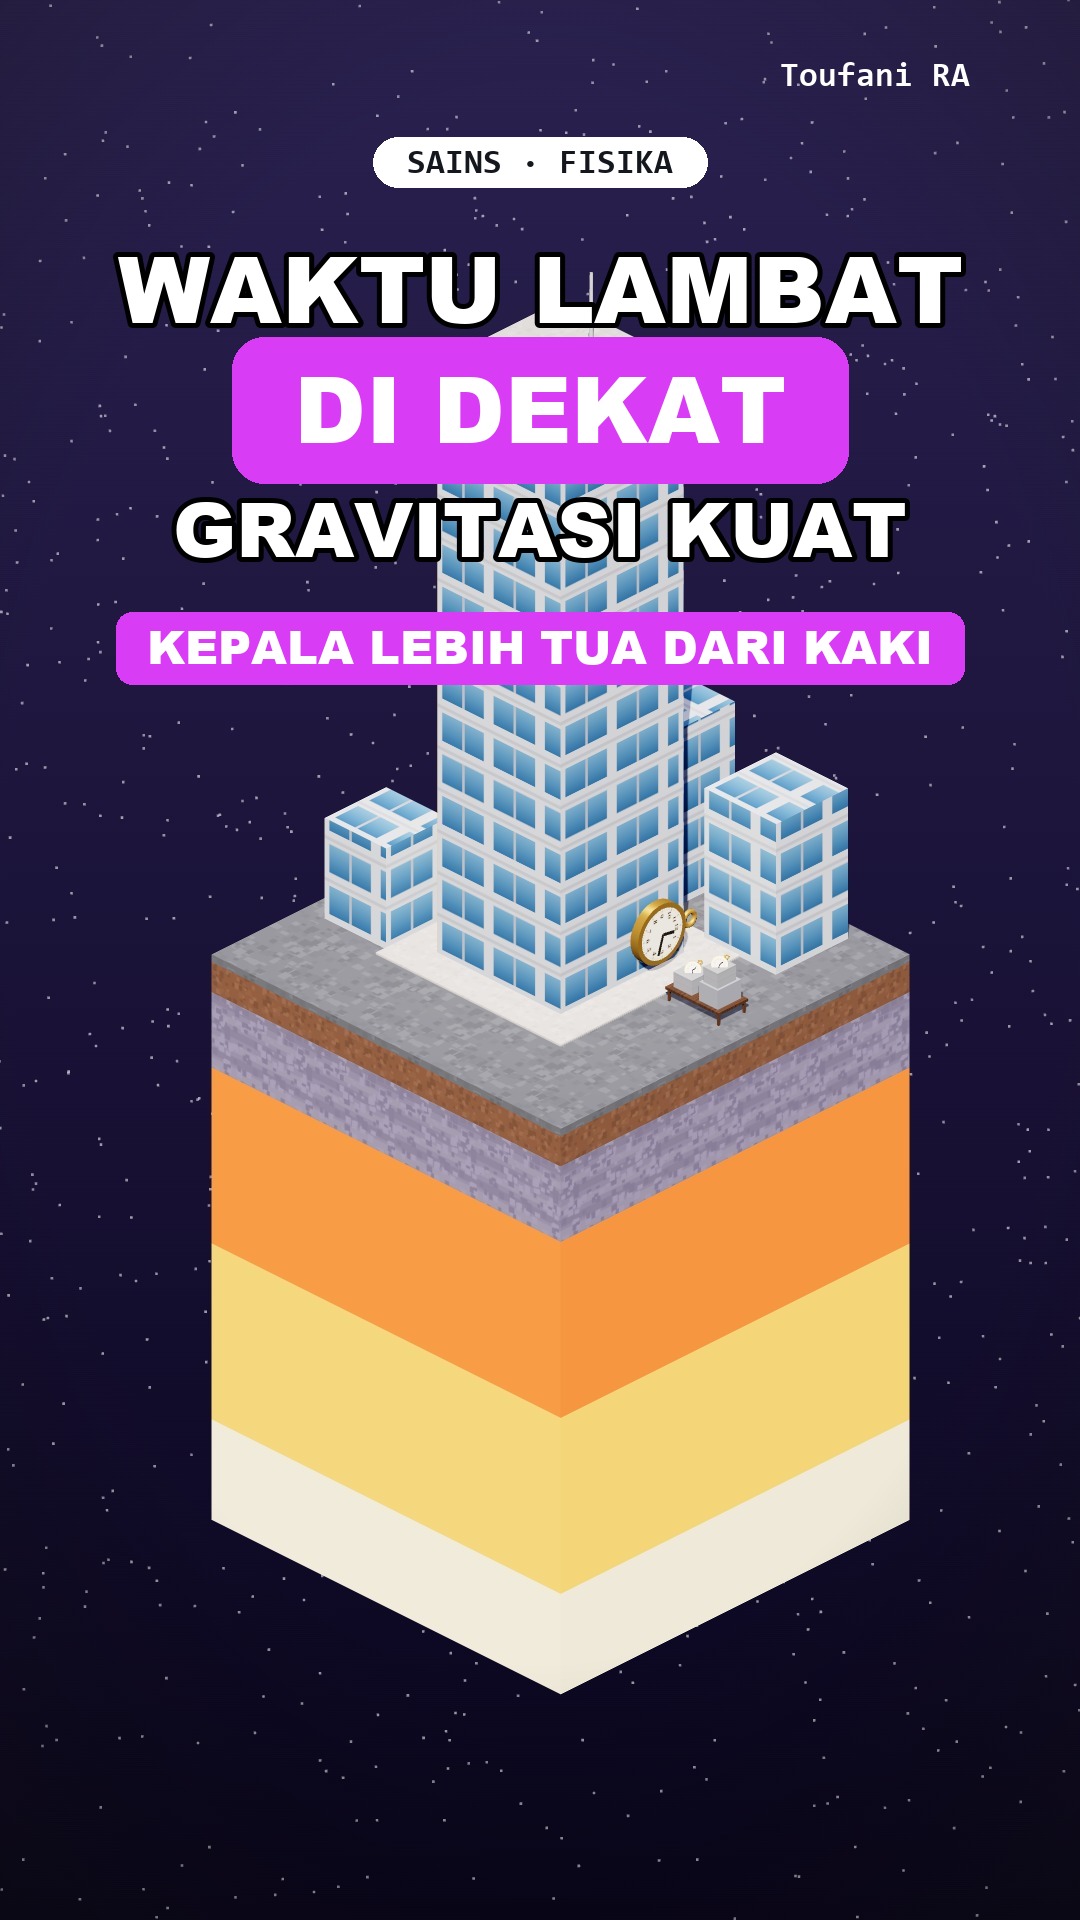 Toufani RA
SAINS · FISIKA
WAKTU LAMBAT
DI DEKAT
GRAVITASI KUAT
KEPALA LEBIH TUA DARI KAKI